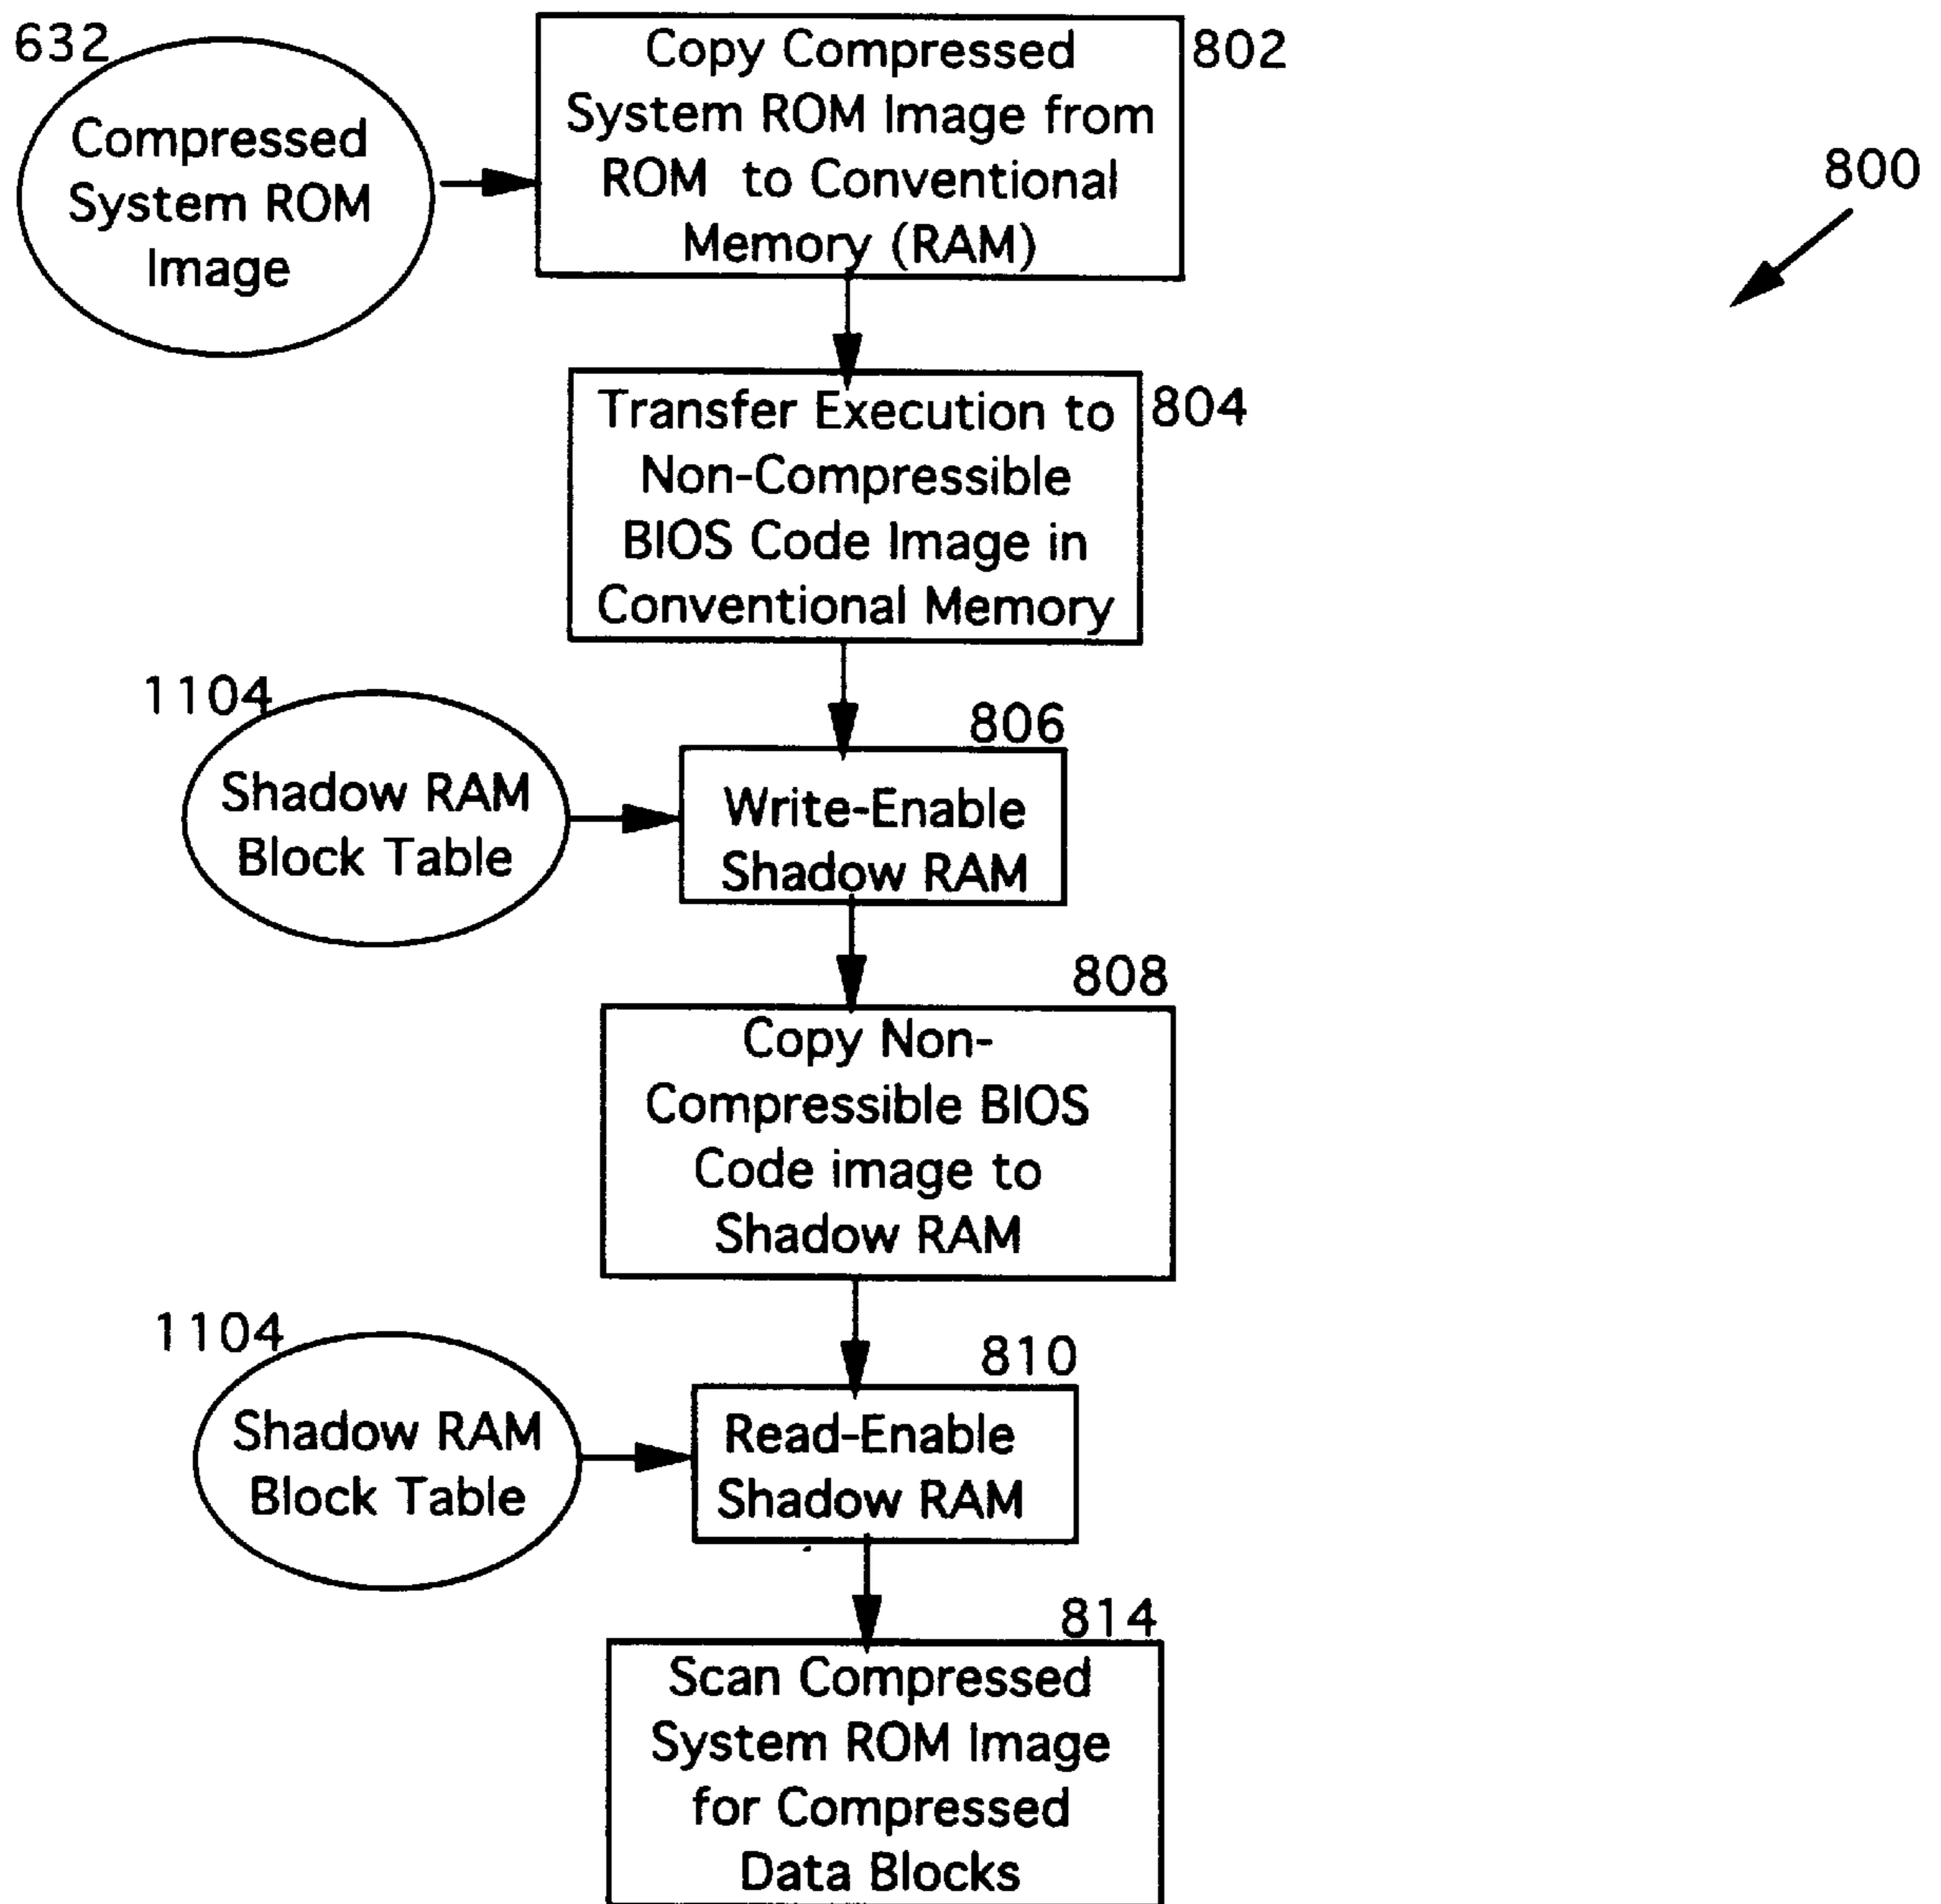 632
Compressed
System ROM
Image
Copy Compressed
System ROM Image from
ROM to Conventional
Memory (RAM)
802
800
Transfer Execution to
Non-Compressible
BIOS Code Image in
Conventional Memory
804
1104
Shadow RAM
Block Table
806
Write-Enable
Shadow RAM
808
Copy Non-
Compressible BIOS
Code image to
Shadow RAM
1104
Shadow RAM
Block Table
810
Read-Enable
Shadow RAM
814
Scan Compressed
System ROM Image
for Compressed
Data Blocks